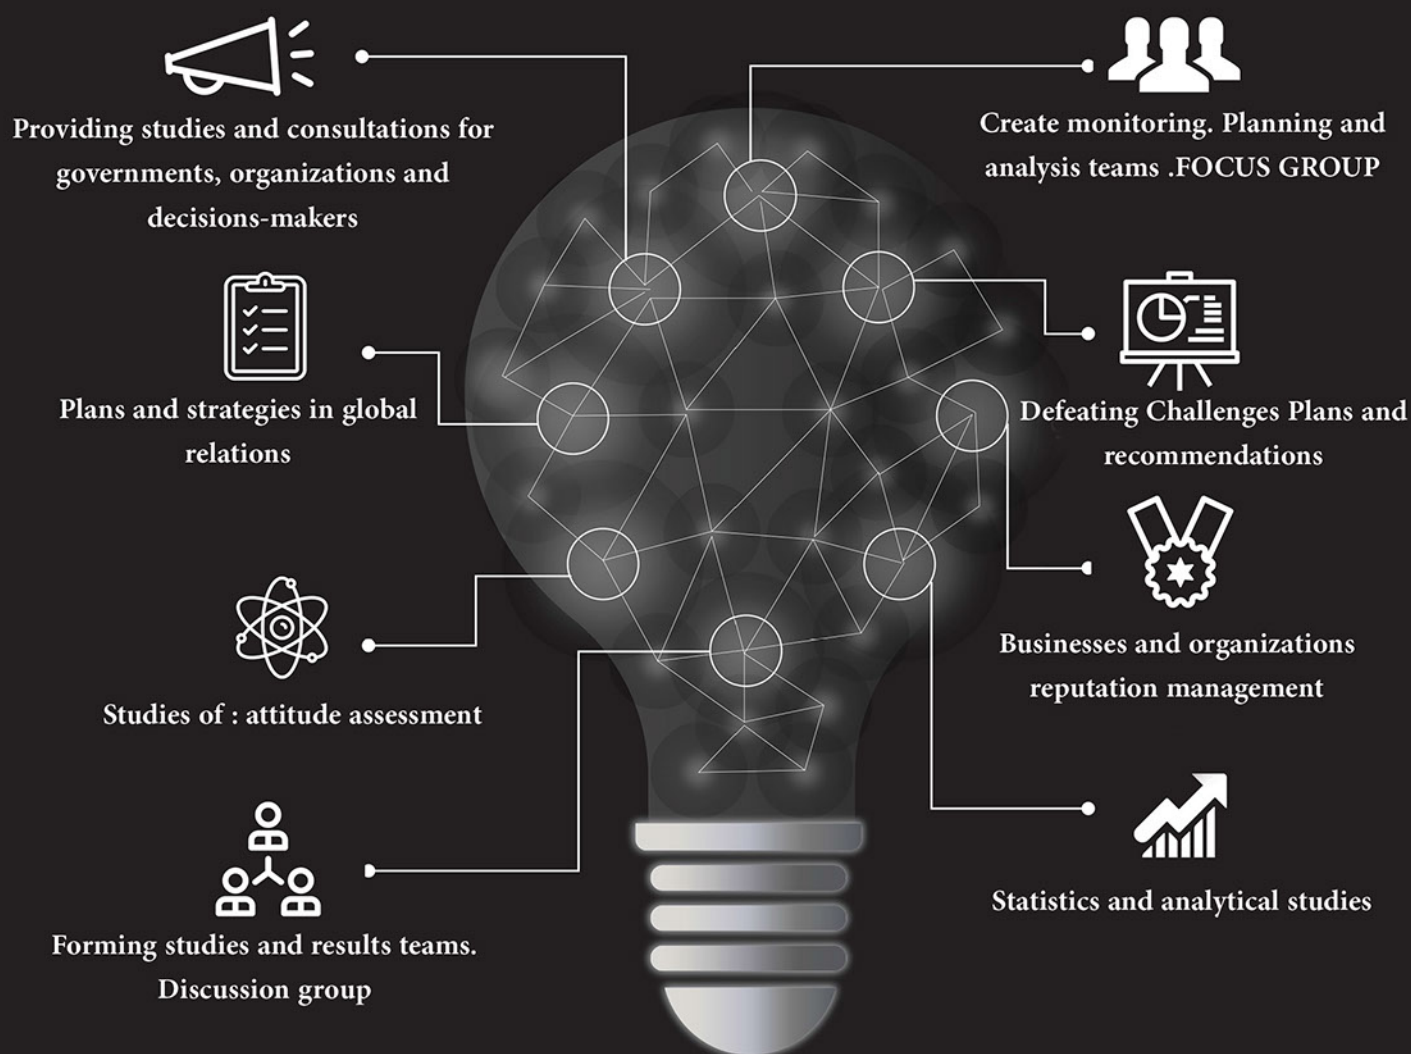 Providing studies and consultations for
governments, organizations and
decisions-makers
Plans and strategies in global
relations
Studies of : attitude assessment
Forming studies and results teams.
Discussion group
Create monitoring. Planning and
analysis teams .FOCUS GROUP
Defeating Challenges Plans and
recommendations
Businesses and organizations
reputation management
Statistics and analytical studies